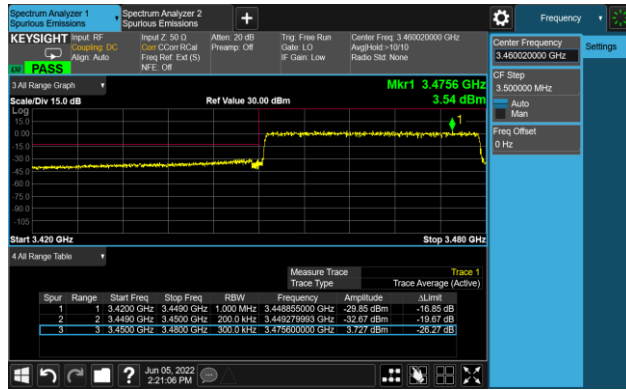 Spectrum Analyzer 1
Spurious Emissions
Spectrum Analyzer 2
Spurious Emissions
Frequency
KEYSIGHT
Input: RF
Coupling: DC
Align: Auto
Input Z: 50 Ω
Corr CCorr RCal
Freq Ref: Ext (S)
NFE: Off
Atten: 20 dB
Preamp: Off
Trig: Free Run
Gate: LO
IF Gain: Low
Center Freq: 3.460020000 GHz
Avg|Hold:>10/10
Radio Std: None
PASS
Center Frequency
3.460020000 GHz
Settings
CF Step
3.500000 MHz
Auto
Man
Freq Offset
0 Hz
3 All Range Graph
Mkr1 3.4756 GHz
Scale/Div 15.0 dB
Ref Value 30.00 dBm
3.54 dBm
Log
15.0
0.00
-15.0
-30.0
-45.0
-60.0
-75.0
-90.0
-105
1
Start 3.420 GHz
Stop 3.480 GHz
4 All Range Table
Measure Trace Trace 1
Trace Type Trace Average (Active)
Spur Range Start Freq Stop Freq RBW Frequency Amplitude ΔLimit
1 1 3.4200 GHz 3.4490 GHz 1.000 MHz 3.448855000 GHz -29.85 dBm -16.85 dB
2 2 3.4490 GHz 3.4500 GHz 200.0 kHz 3.449279993 GHz -32.67 dBm -19.67 dB
3 3 3.4500 GHz 3.4800 GHz 300.0 kHz 3.475600000 GHz 3.727 dBm -26.27 dB
Jun 05, 2022
2:21:06 PM